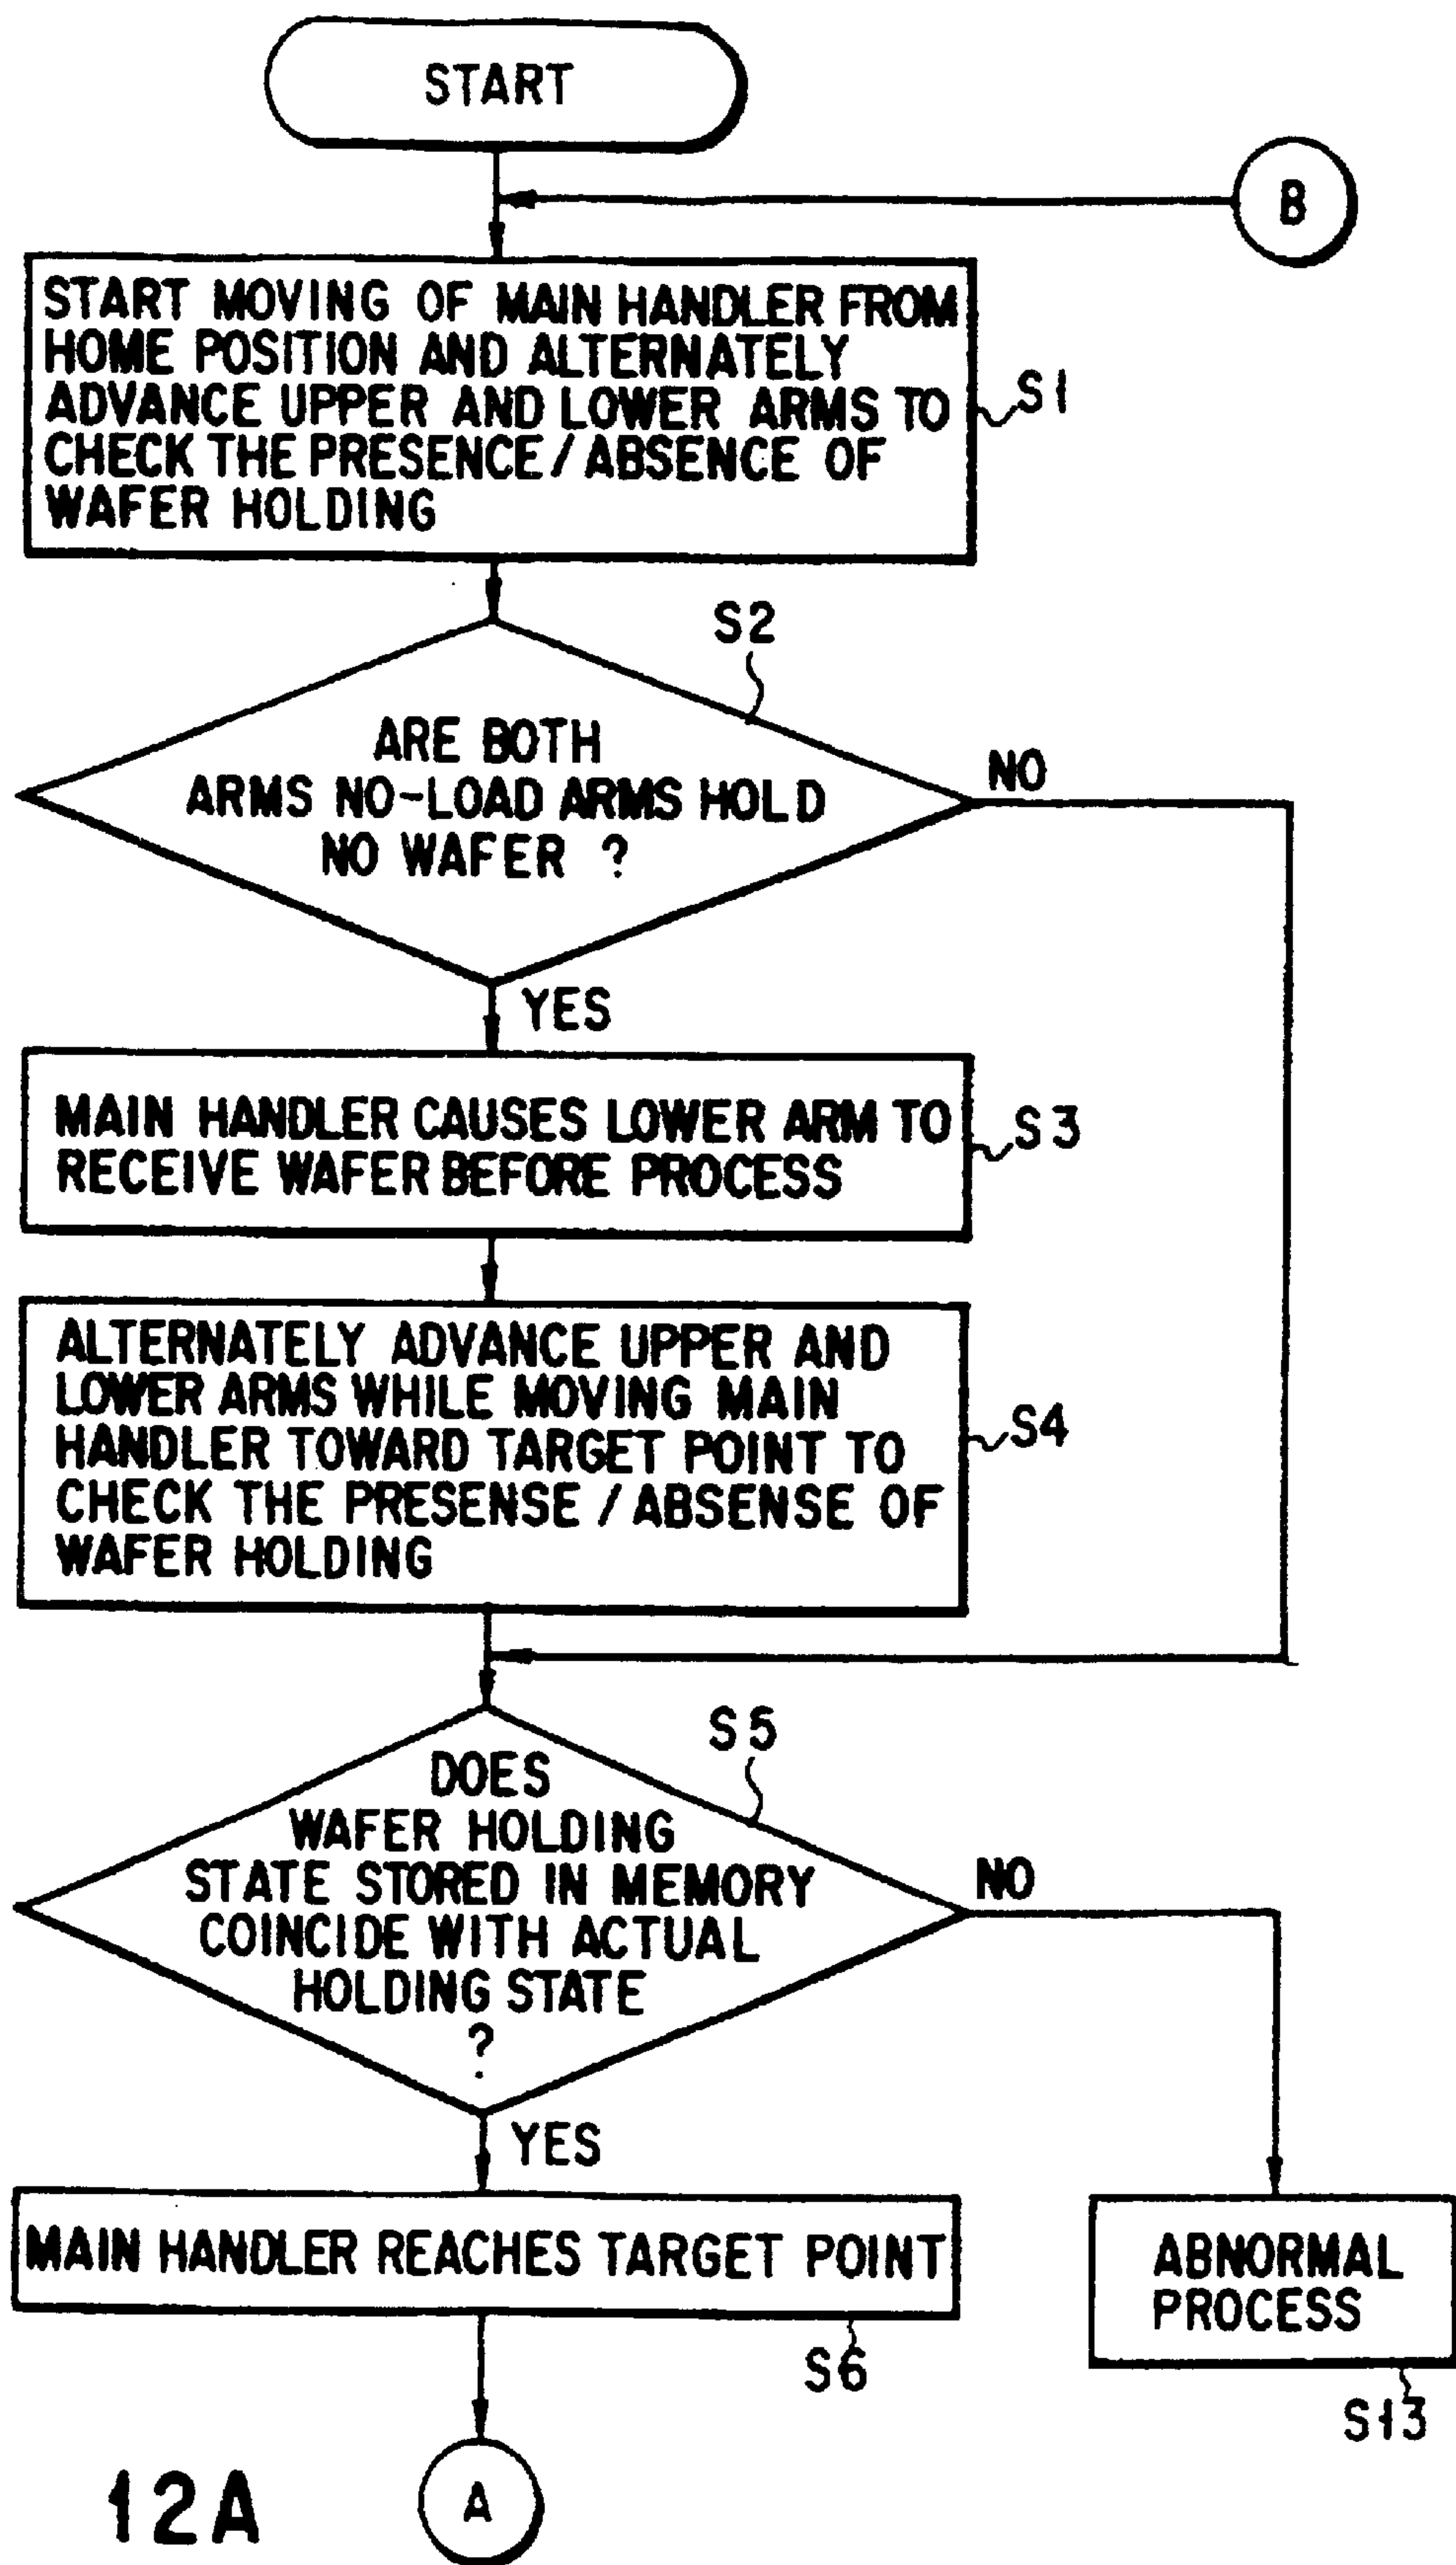 START
B
START MOVING OF MAIN HANDLER FROM
HOME POSITION AND ALTERNATELY
ADVANCE UPPER AND LOWER ARMS TO
CHECK THE PRESENCE/ABSENCE OF
WAFER HOLDING
S1
S2
ARE BOTH
ARMS NO-LOAD ARMS HOLD
NO WAFER ?
NO
YES
MAIN HANDLER CAUSES LOWER ARM TO
RECEIVE WAFER BEFORE PROCESS
S3
ALTERNATELY ADVANCE UPPER AND
LOWER ARMS WHILE MOVING MAIN
HANDLER TOWARD TARGET POINT TO
CHECK THE PRESENSE /ABSENSE OF
WAFER HOLDING
S4
S5
DOES
WAFER HOLDING
STATE STORED IN MEMORY
COINCIDE WITH ACTUAL
HOLDING STATE
?
NO
YES
MAIN HANDLER REACHES TARGET POINT
S6
ABNORMAL
PROCESS
S13
12A
A